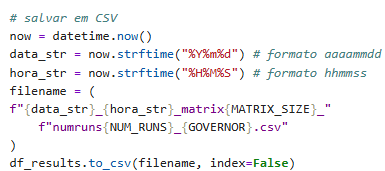 # salvar em CSV
now = datetime.now()
data_str = now.strftime("%Y%m%d") # formato aaaammdd
hora_str = now.strftime("%H%M%S") # formato hhmmss
filename = (
f"{data_str}_{hora_str}_matrix{MATRIX_SIZE}_"
f"numruns{NUM_RUNS}_{GOVERNOR}.csv"
)
df_results.to_csv(filename, index=False)